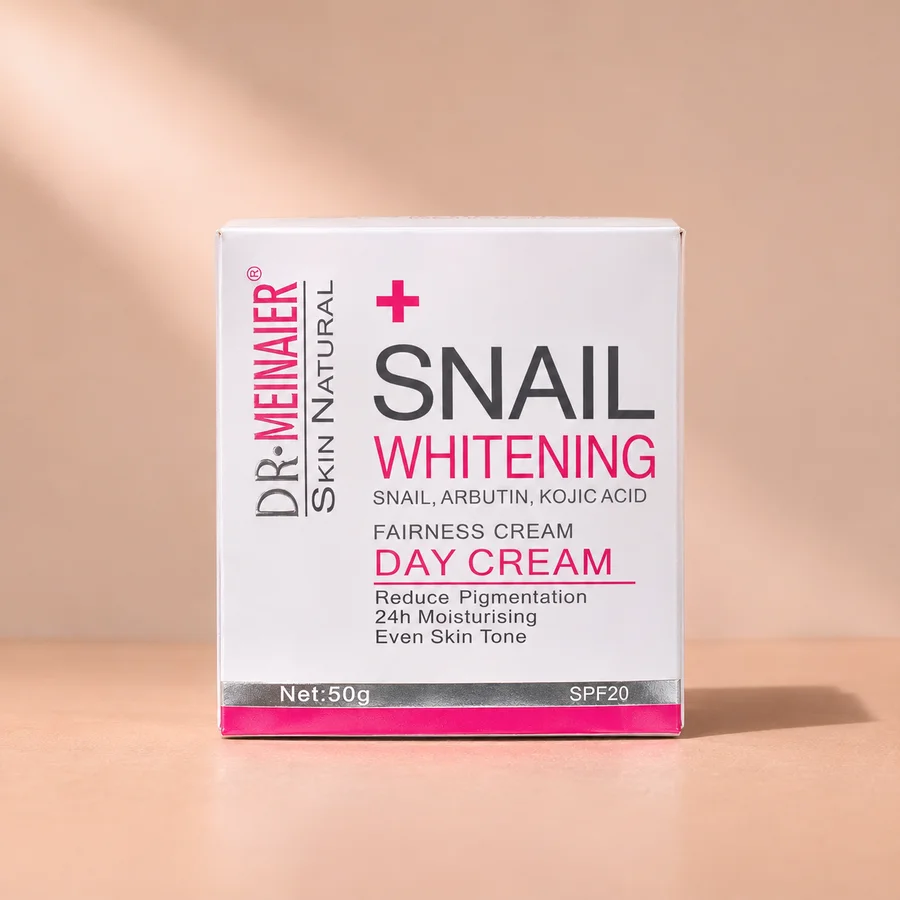 DR.MEINAIER®
SKIN NATURAL
SNAIL
WHITENING
SNAIL, ARBUTIN, KOJIC ACID
FAIRNESS CREAM
DAY CREAM
Reduce Pigmentation
24h Moisturising
Even Skin Tone
Net:50g
SPF20